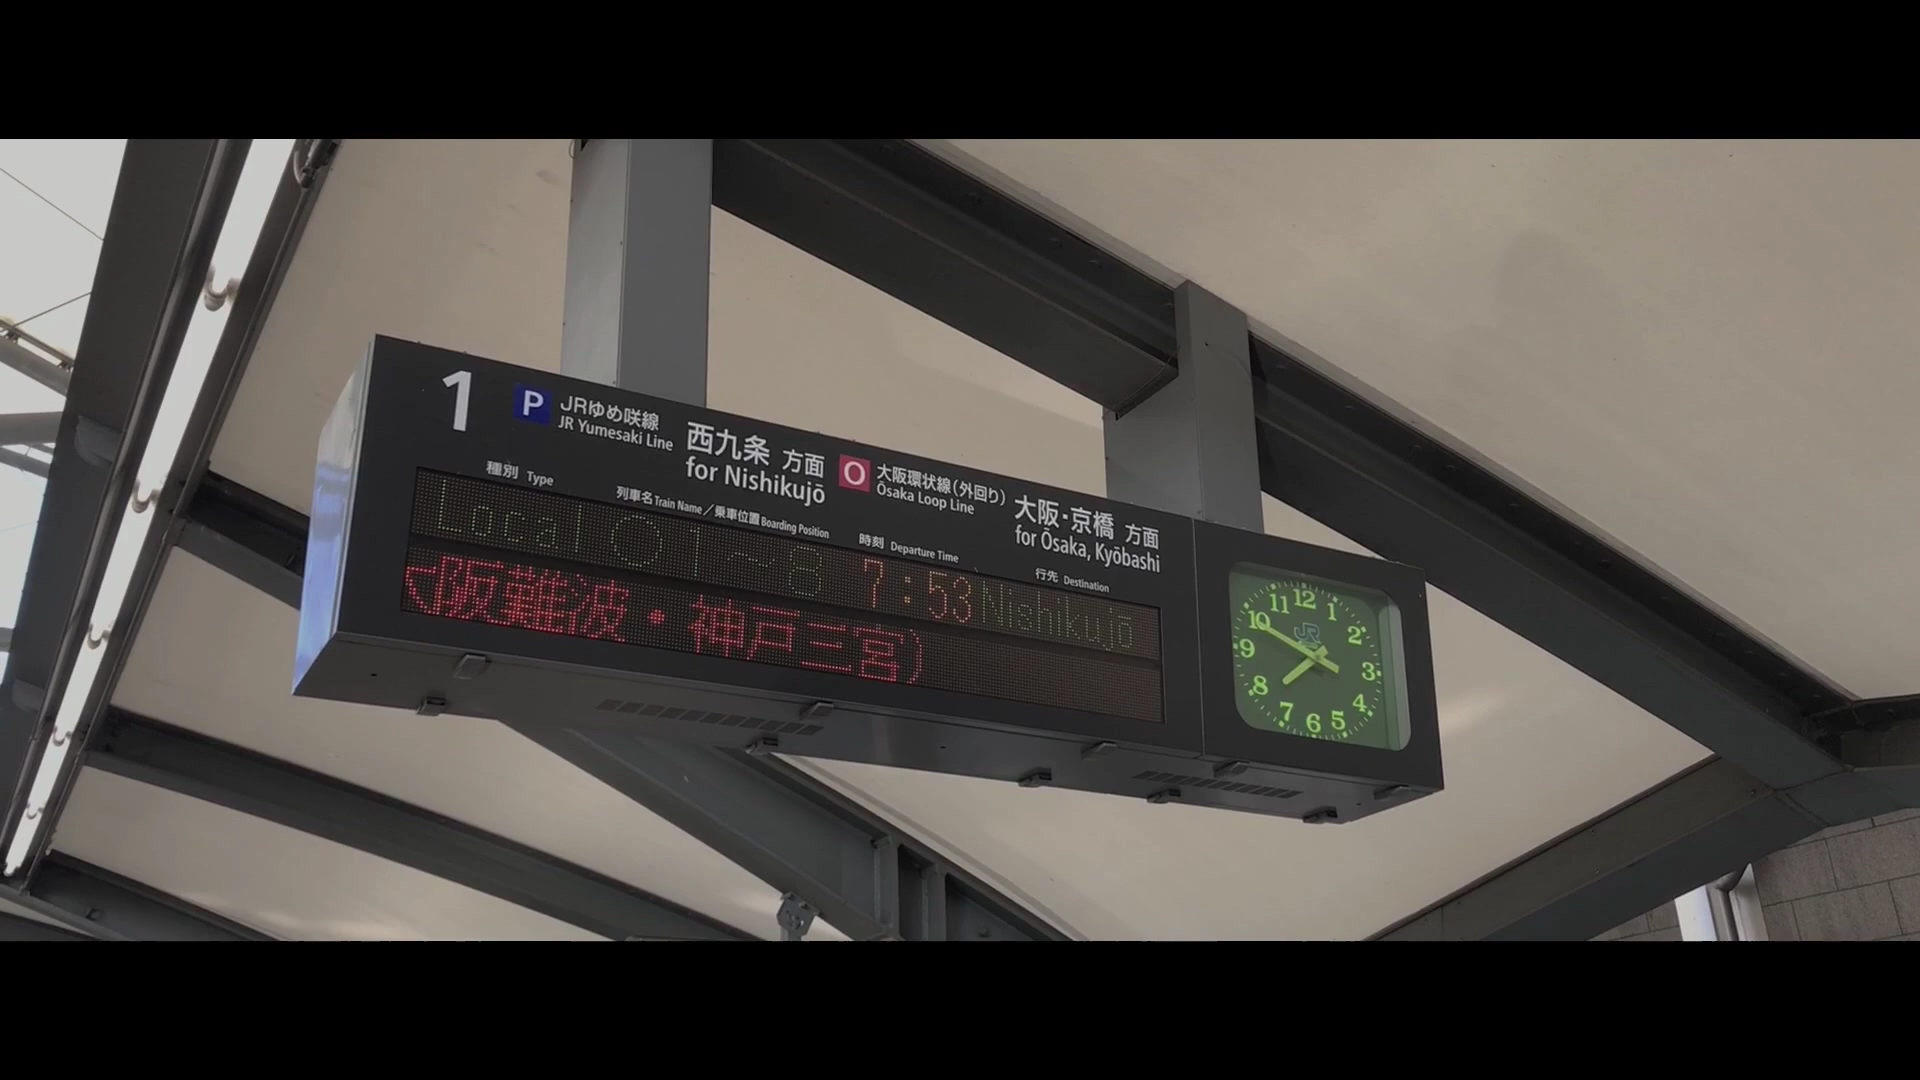 1
P JRゆめ咲線
JR Yumesaki Line
西九条 方面
for Nishikujō
O 大阪環状線(外回り)
Ōsaka Loop Line
大阪・京橋 方面
for Ōsaka, Kyōbashi
種別 Type
列車名 Train Name／乗車位置 Boarding Position
時刻 Departure Time
行先 Destination
Local ○1～8 7:53 Nishikujō
阪難波・神戸三宮)
JR
12
1
2
3
4
5
6
7
8
9
10
11